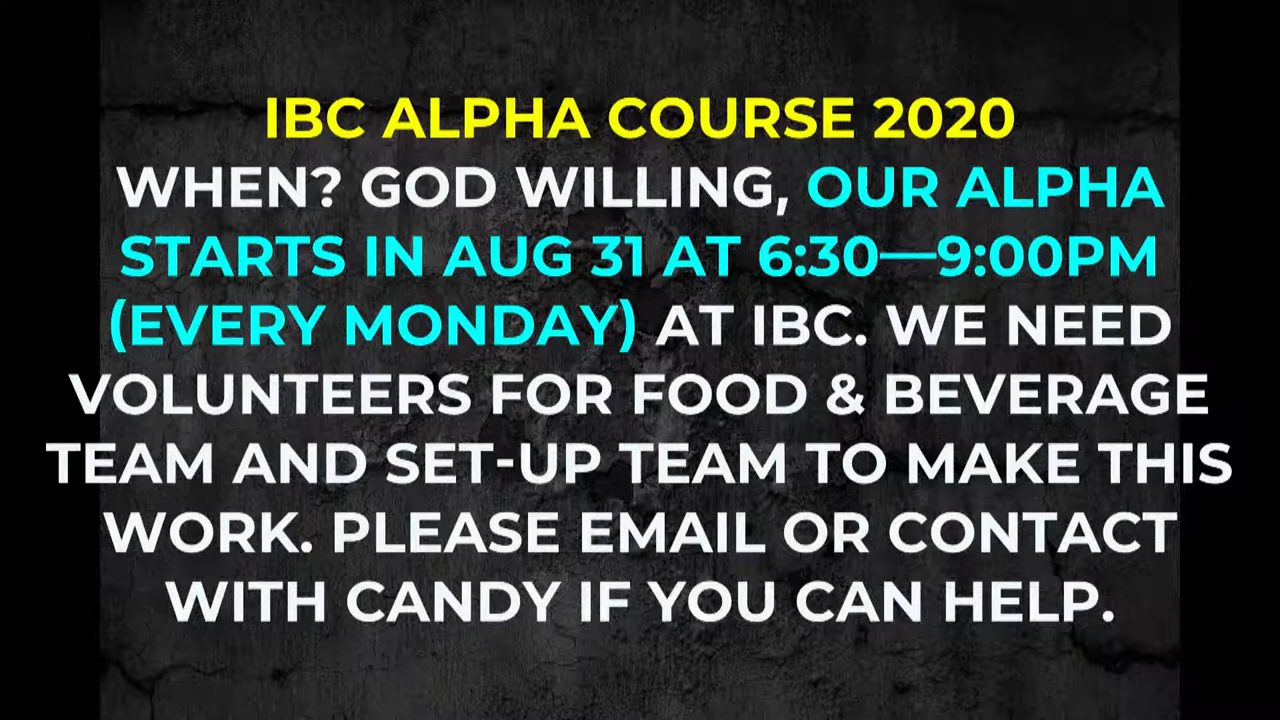 IBC ALPHA COURSE 2020
WHEN? GOD WILLING, OUR ALPHA
STARTS IN AUG 31 AT 6:30—9:00PM
(EVERY MONDAY) AT IBC. WE NEED
VOLUNTEERS FOR FOOD & BEVERAGE
TEAM AND SET-UP TEAM TO MAKE THIS
WORK. PLEASE EMAIL OR CONTACT
WITH CANDY IF YOU CAN HELP.